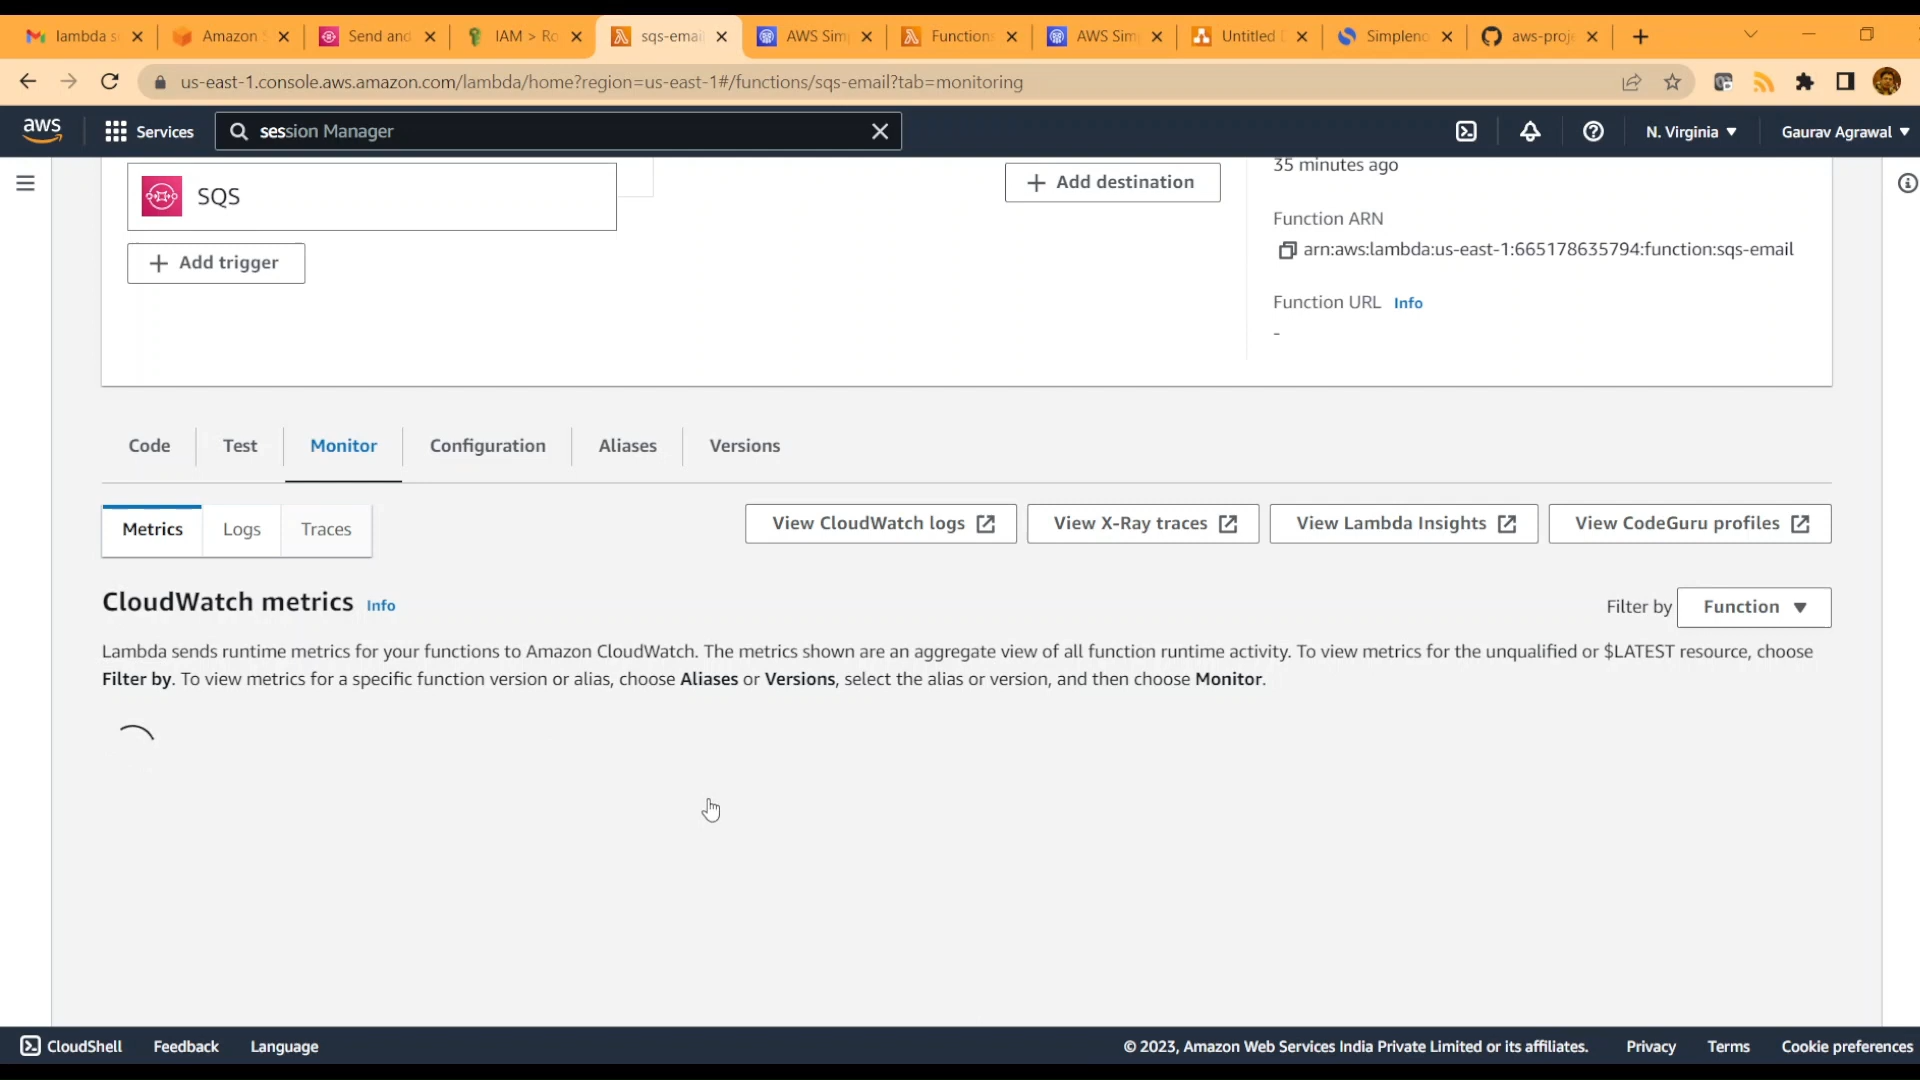 lambda s
Amazon S
Send and
IAM > Ro
sqs-emai
AWS Sim
Functions
AWS Sim
Untitled
Simpleno
aws-proj
us-east-1.console.aws.amazon.com/lambda/home?region=us-east-1#/functions/sqs-email?tab=monitoring
aws
Services
session Manager
N. Virginia
Gaurav Agrawal
SQS
Add destination
35 minutes ago
Function ARN
Add trigger
arn:aws:lambda:us-east-1:665178635794:function:sqs-email
Function URL Info
-
Code
Test
Monitor
Configuration
Aliases
Versions
Metrics
Logs
Traces
View CloudWatch logs
View X-Ray traces
View Lambda Insights
View CodeGuru profiles
CloudWatch metrics Info
Filter by
Function
Lambda sends runtime metrics for your functions to Amazon CloudWatch. The metrics shown are an aggregate view of all function runtime activity. To view metrics for the unqualified or $LATEST resource, choose
Filter by. To view metrics for a specific function version or alias, choose Aliases or Versions, select the alias or version, and then choose Monitor.
CloudShell
Feedback
Language
© 2023, Amazon Web Services India Private Limited or its affiliates.
Privacy
Terms
Cookie preferences